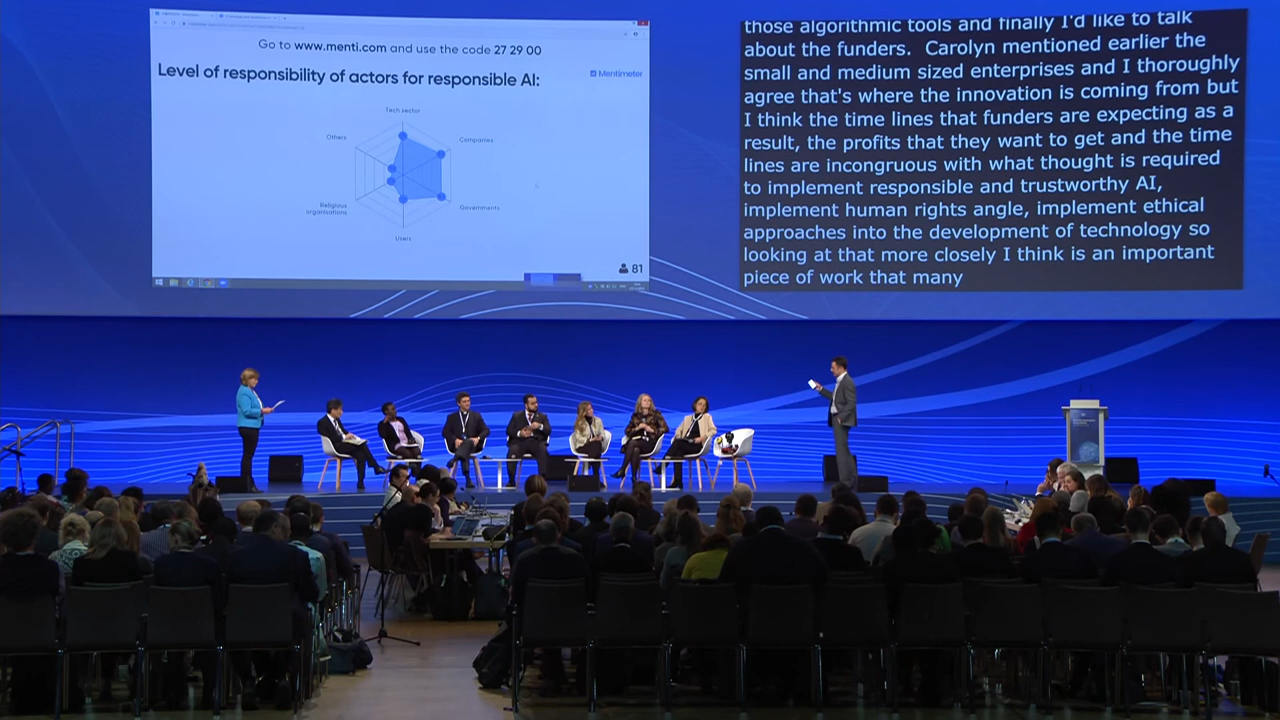 Go to www.menti.com and use the code 27 29 00
Level of responsibility of actors for responsible AI:
Mentimeter
Tech sector
Others
Companies
Religious
organisations
Governments
Users
81
those algorithmic tools and finally I'd like to talk
about the funders. Carolyn mentioned earlier the
small and medium sized enterprises and I thoroughly
agree that's where the innovation is coming from but
I think the time lines that funders are expecting as a
result, the profits that they want to get and the time
lines are incongruous with what thought is required
to implement responsible and trustworthy AI,
implement human rights angle, implement ethical
approaches into the development of technology so
looking at that more closely I think is an important
piece of work that many